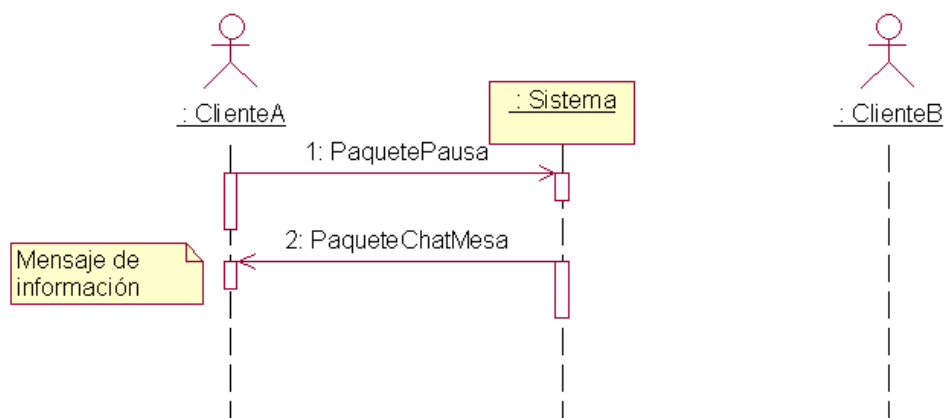 : ClienteA
: Sistema
: ClienteB
1: PaquetePausa
2: PaqueteChatMesa
Mensaje de
información